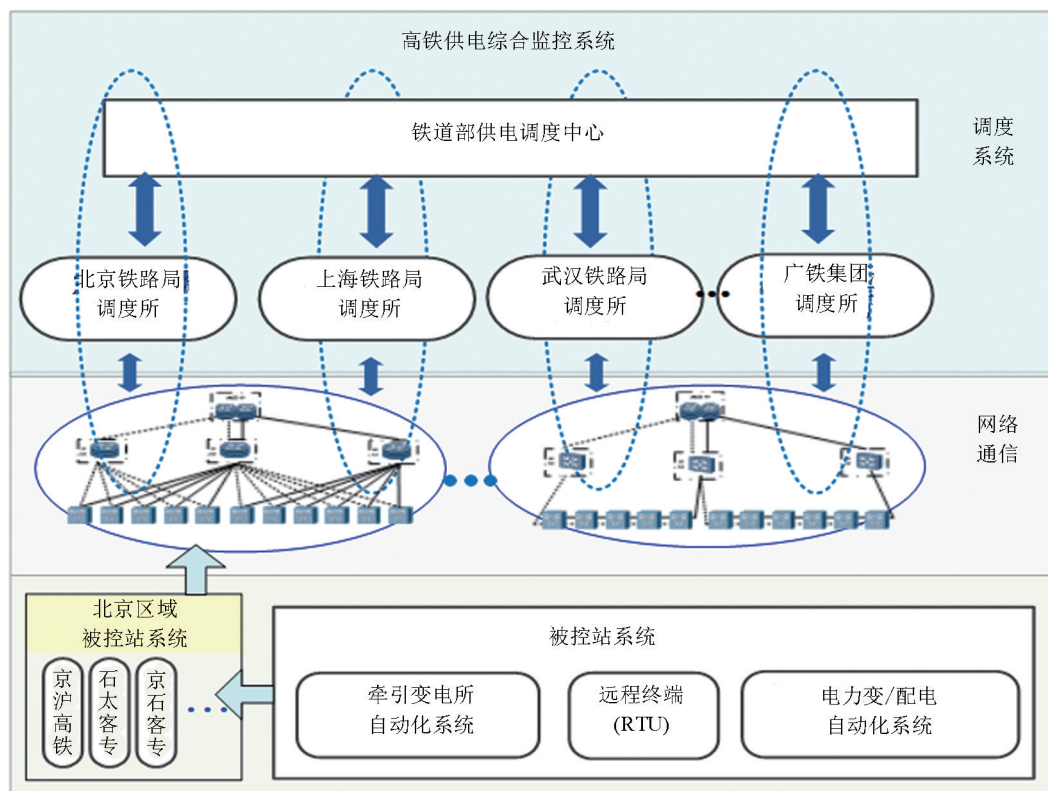 高铁供电综合监控系统
铁道部供电调度中心
调度
系统
北京铁路局
调度所
上海铁路局
调度所
武汉铁路局
调度所
广铁集团
调度所
网络
通信
北京区域
被控站系统
京沪高铁
石太客专
京石客专
被控站系统
牵引变电所
自动化系统
远程终端
(RTU)
电力变/配电
自动化系统